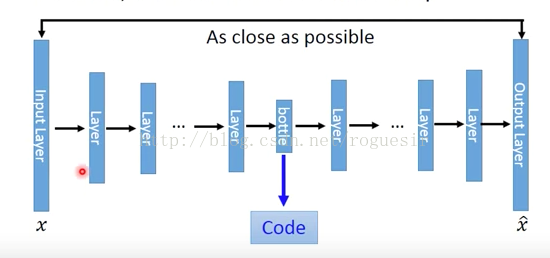 As close as possible
Input Layer
Layer
Layer
...
Layer
bottle
Layer
...
Layer
Layer
Output Layer
Code
x
x̂